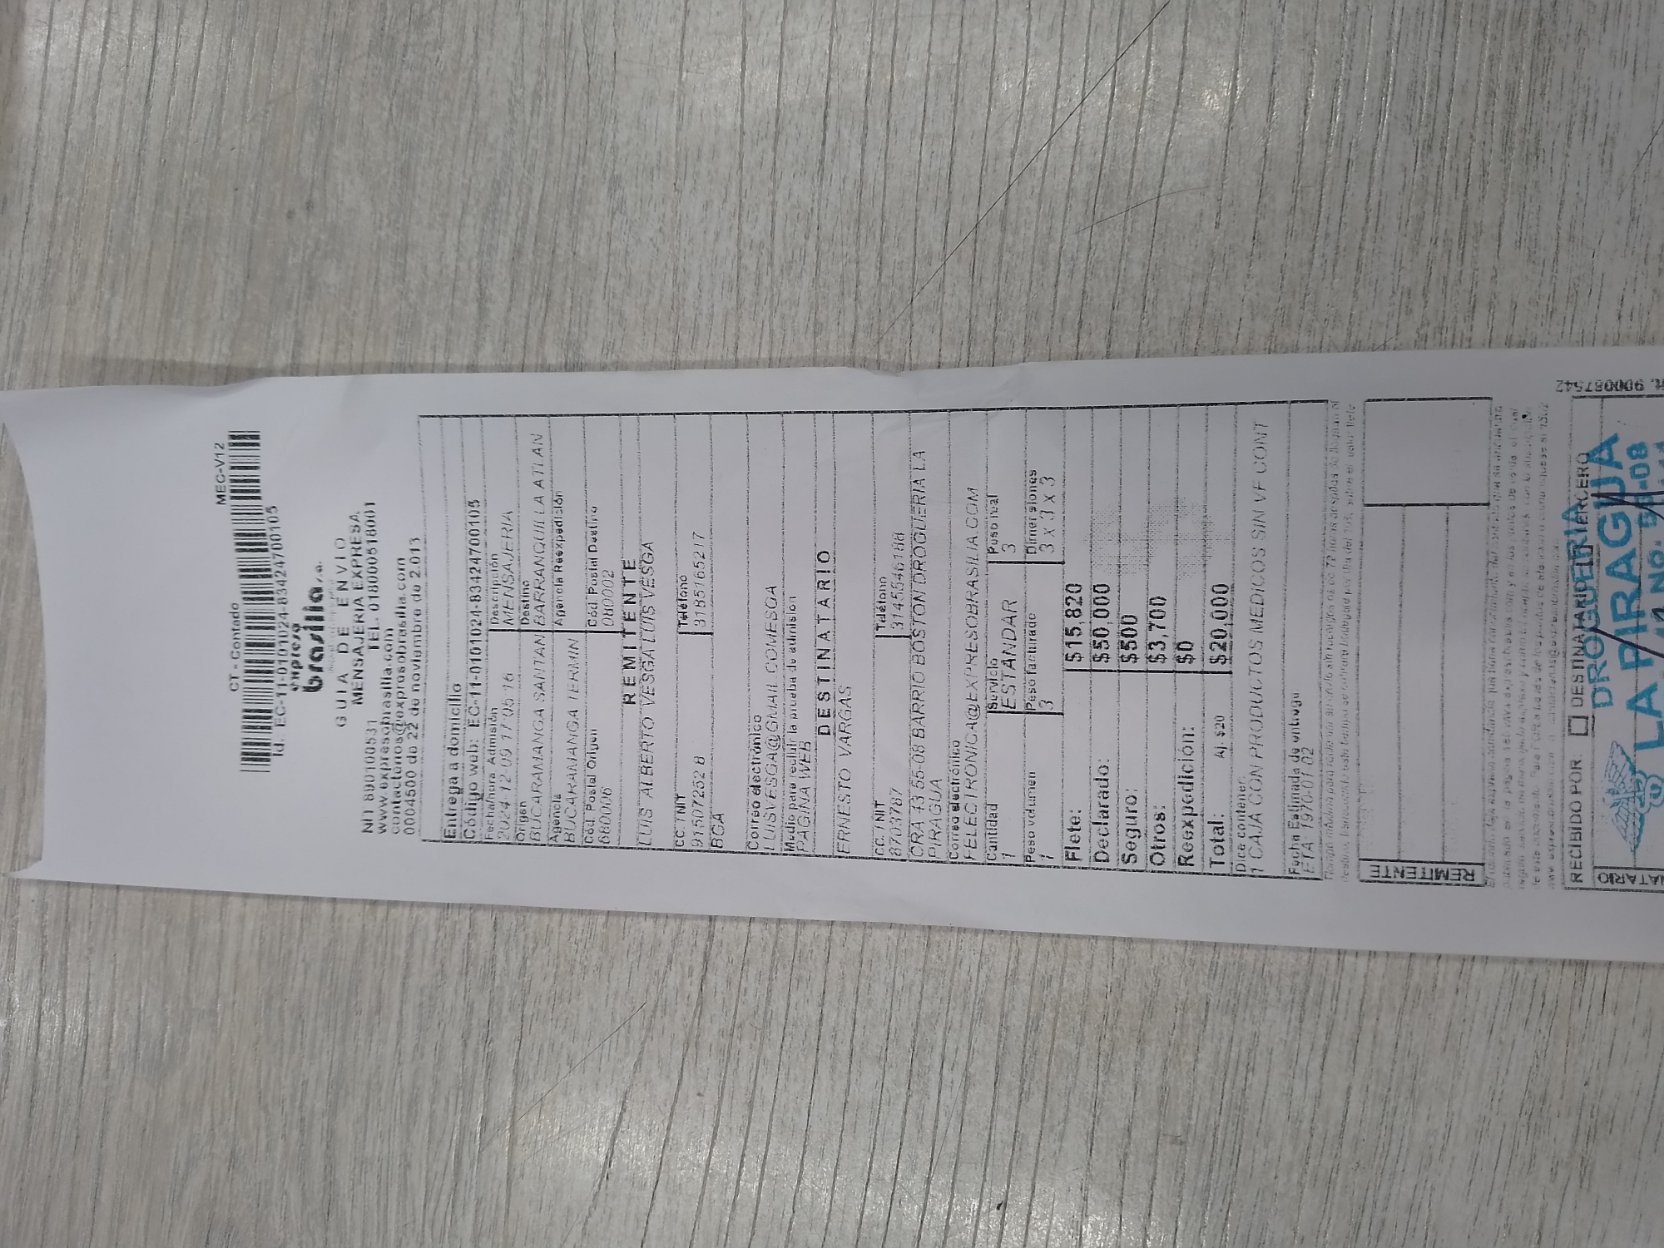 MEC-V12
CT - Contado
Id. EC-11-0101024-83424700105
expreso
brasilia s.a.
GUIA DE ENVIO
NIT 890100531 MENSAJERIA EXPRESA
www.expresobrasilia.com TEL. 018000518001
contactenos@expresobrasilia.com
0004500 do 22 de noviembre de 2.013
Entrega a domicilio
Código web: EC-11-0101024-83424700105
Fecha/hora Admisión Descripción
2024-12-09 17 05 16 MENSAJERIA
Origen Destino
BUCARAMANGA SANTAN BARRANQUILLA ATLAN
Agencia Agencia Reexpedición
BUCARAMANGA TERMIN
Cód Postal Origen Cód Postal Destino
680006 080002
REMITENTE
LUIS ALBERTO VESGA LUIS VESGA
CC / NIT Teléfono
91507252 8 3185165217
BGA
Correo electrónico
LUISVESGA@GMAIL.COMESGA
Medio para recibir la prueba de admisión
PAGINA WEB
DESTINATARIO
ERNESTO VARGAS
CC / NIT Teléfono
8703787
CRA 13 55-08 BARRIO BOSTON DROGUERIA LA
PIRAGUA
Correo electrónico
FELECTRONICA@EXPRESOBRASILIA.COM
Cantidad Servicio Peso real
1 ESTANDAR 3
Peso volumen Peso facturado Dimensiones
1 3 3 x 3 x 3
Flete: $15,820
Declarado: $50,000
Seguro: $500
Otros: $3,700
Reexpedición: $0
Total: Aj. $20 $20,000
Dice contener:
1 CAJA CON PRODUCTOS MEDICOS SIN VF CONT
Fecha Estimada de entrega
ETA 1970-01 02
REMITENTE
900087542
RECIBIDO POR DESTINATARIO TERCERO
DROGUERIA
LA PIRAGUA